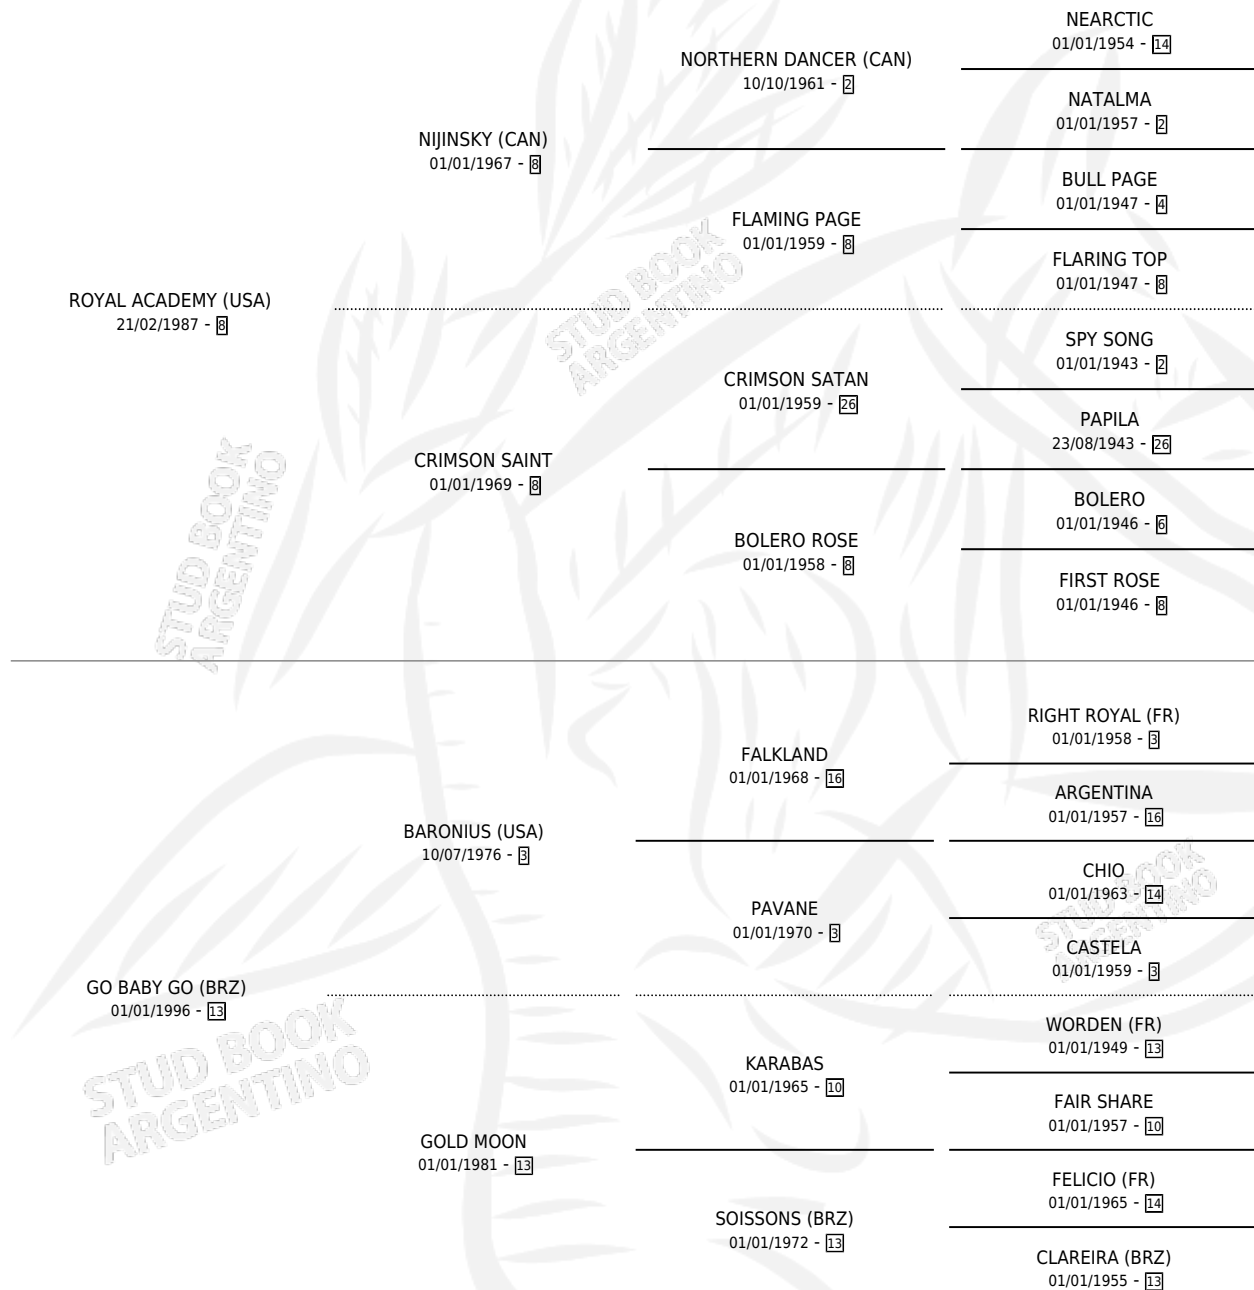 NEARCTIC
01/01/1954 - 14
NORTHERN DANCER (CAN)
10/10/1961 - 2
NATALMA
01/01/1957 - 2
NIJINSKY (CAN)
01/01/1967 - 8
BULL PAGE
01/01/1947 - 4
FLAMING PAGE
01/01/1959 - 8
FLARING TOP
01/01/1947 - 8
ROYAL ACADEMY (USA)
21/02/1987 - 8
STUD BOOK
ARGENTINO
SPY SONG
01/01/1943 - 2
CRIMSON SATAN
01/01/1959 - 26
PAPILA
23/08/1943 - 26
CRIMSON SAINT
01/01/1969 - 8
BOLERO
01/01/1946 - 6
BOLERO ROSE
01/01/1958 - 8
FIRST ROSE
01/01/1946 - 8
STUD BOOK
ARGENTINO
RIGHT ROYAL (FR)
01/01/1958 - 3
FALKLAND
01/01/1968 - 16
ARGENTINA
01/01/1957 - 16
BARONIUS (USA)
10/07/1976 - 3
CHIO
01/01/1963 - 14
PAVANE
01/01/1970 - 3
CASTELA
01/01/1959 - 3
STUD BOOK
ARGENTINO
GO BABY GO (BRZ)
01/01/1996 - 13
STUD BOOK
ARGENTINO
WORDEN (FR)
01/01/1949 - 13
KARABAS
01/01/1965 - 10
FAIR SHARE
01/01/1957 - 10
GOLD MOON
01/01/1981 - 13
FELICIO (FR)
01/01/1965 - 14
SOISSONS (BRZ)
01/01/1972 - 13
CLAREIRA (BRZ)
01/01/1955 - 13